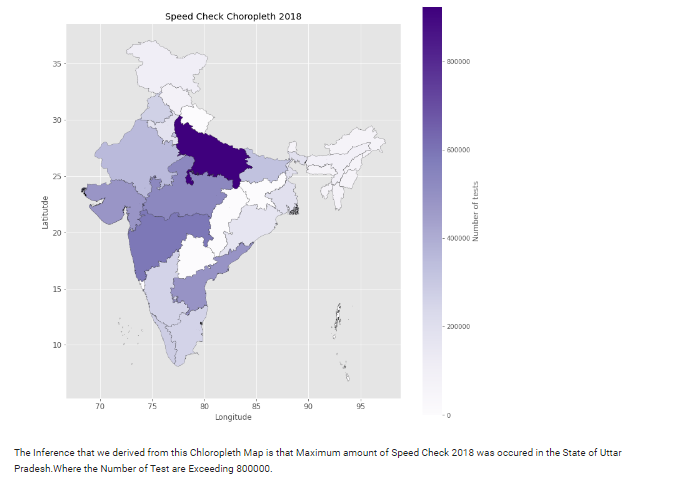 Speed Check Choropleth 2018
35
30
25
20
15
10
Latitutde
70
75
80
85
90
95
Longitude
800000
600000
400000
200000
0
Number of tests
The Inference that we derived from this Chloropleth Map is that Maximum amount of Speed Check 2018 was occured in the State of Uttar
Pradesh.Where the Number of Test are Exceeding 800000.